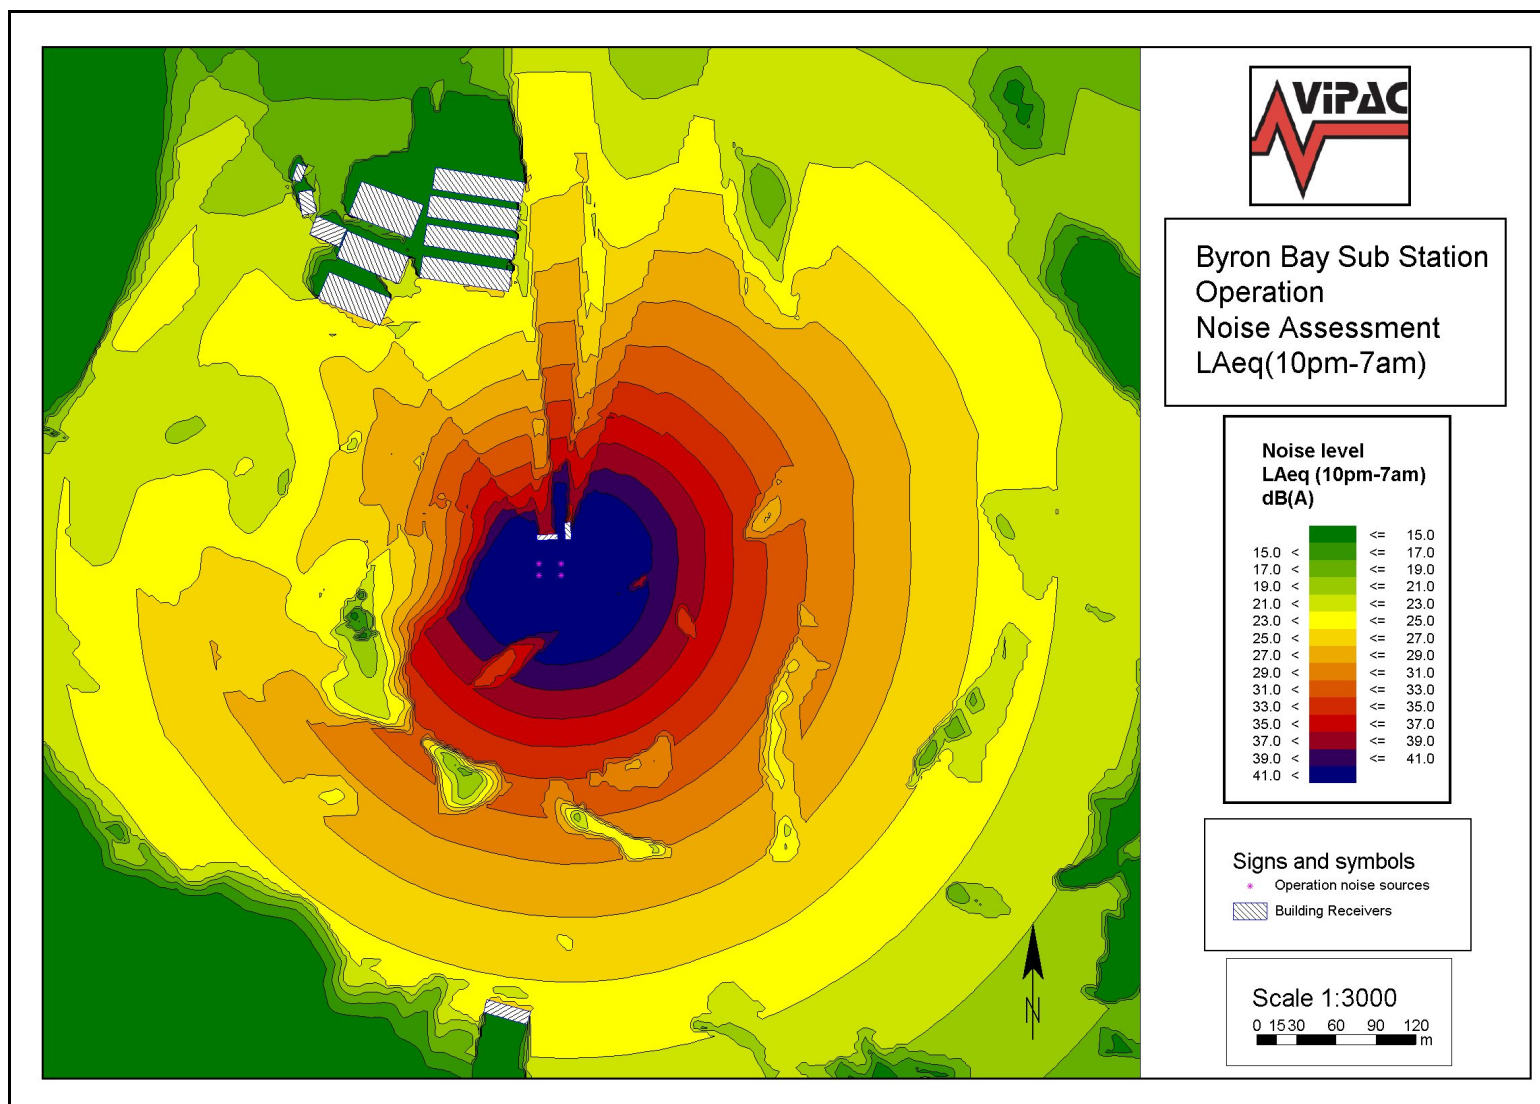 ViPAC
Byron Bay Sub Station
Operation
Noise Assessment
LAeq(10pm-7am)
Noise level
LAeq (10pm-7am)
dB(A)
<= 15.0
15.0 < <= 17.0
17.0 < <= 19.0
19.0 < <= 21.0
21.0 < <= 23.0
23.0 < <= 25.0
25.0 < <= 27.0
27.0 < <= 29.0
29.0 < <= 31.0
31.0 < <= 33.0
33.0 < <= 35.0
35.0 < <= 37.0
37.0 < <= 39.0
39.0 < <= 41.0
41.0 <
Signs and symbols
Operation noise sources
Building Receivers
N
Scale 1:3000
0 15 30 60 90 120
m